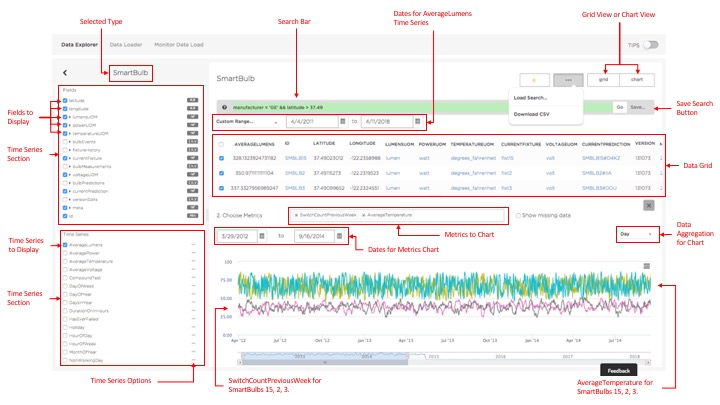 Selected Type
Search Bar
Dates for AverageLumens
Time Series
Grid View or Chart View
Data Explorer
Data Loader
Monitor Data Load
TIPS
SmartBulb
SmartBulb
grid
chart
Load Search...
Download CSV
manufacturer < 'GE' && latitude > 37.49
Go
Save...
Save Search
Button
Custom Range...
4/4/2011
to
4/11/2018
Fields
latitude
longitude
lumensUOM
powerUOM
temperatureUOM
bulbEvents
fixtureHistory
currentFixture
bulbMeasurements
voltageUOM
bulbPredictions
currentPrediction
versionEdits
meta
id
Fields to
Display
Time Series
Section
AVERAGELUMENS ID LATITUDE LONGITUDE LUMENSUOM POWERUOM TEMPERATUREUOM CURRENTFIXTURE VOLTAGEUOM CURRENTPREDICTION VERSION
328.132392473182 SMBLB15 37.49023012 -122.2358988 lumen watt degrees_fahrenheit fixt15 volt 131073
350.971111111104 SMBLB2 37.4915273 -122.2319523 lumen watt degrees_fahrenheit fixt2 volt 131073
337.3327956989247 SMBLB3 37.49099652 -122.2324551 lumen watt degrees_fahrenheit fixt3 volt 131073
Data Grid
2. Choose Metrics
SwitchCountPreviousWeek
AverageTemperature
Show missing data
3/29/2012
to
9/16/2014
Metrics to Chart
Dates for Metrics Chart
Day
Data
Aggregation
for Chart
Time Series
AverageLumens
AveragePower
AverageTemperature
AverageVoltage
CompoundTest
DayOfWeek
DayOfYear
DaysInYear
DurationOnInHours
HasEverFailed
Holiday
HourOfDay
HourOfWeek
MonthOfYear
NonWorkingDay
Time Series
to Display
Time Series
Section
Time Series Options
100
75.00
50.00
25.00
0.00
Apr '12 Jul '12 Oct '12 Jan '13 Apr '13 Jul '13 Oct '13 Jan '14 Apr '14 Jul '14
2013 2014 2015 2016 2017 2018
Feedback
SwitchCountPreviousWeek for
SmartBulbs 15, 2, 3.
AverageTemperature for
SmartBulbs 15, 2, 3.